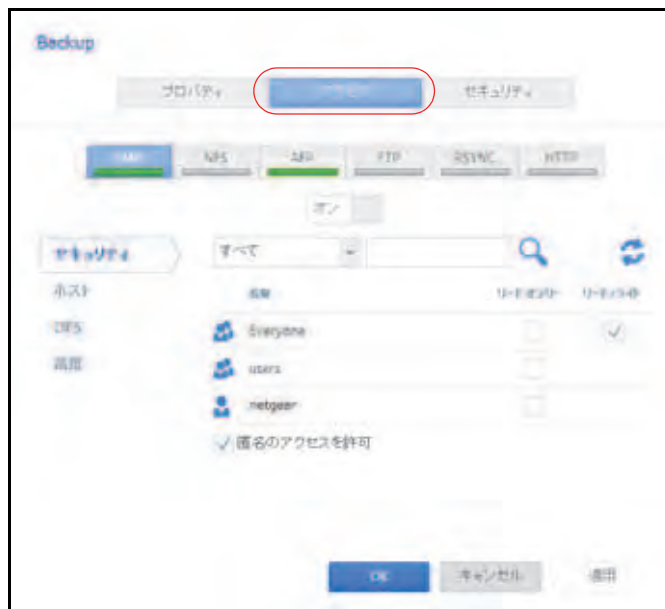 Backup
プロパティ セキュリティ
SMB NFS AFP FTP RSYNC HTTP
オン
セキュリティ すべて
ホスト 名前 リードオンリー リード/ライト
Everyone
DFS users
高度 netgear
匿名のアクセスを許可
OK キャンセル 適用